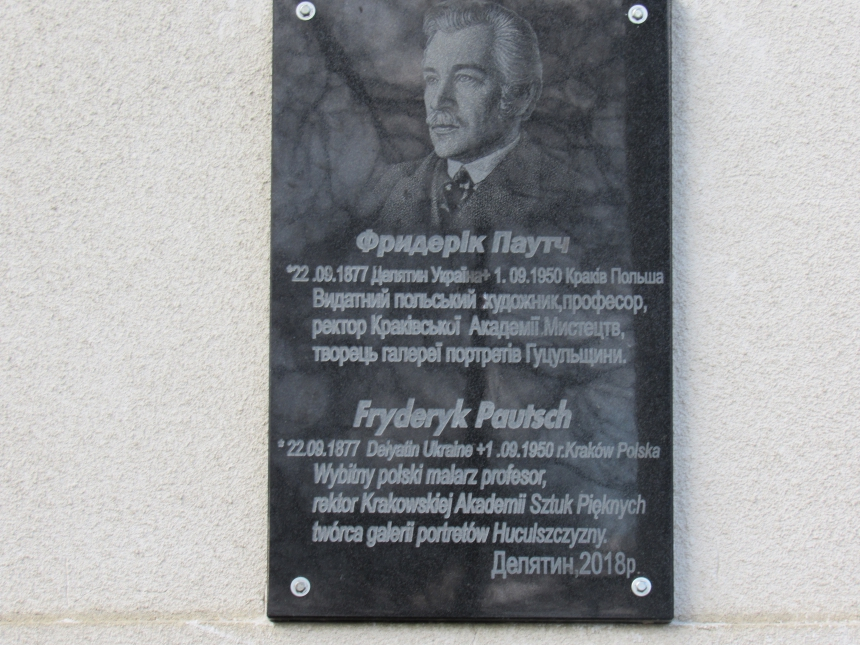 Фридерік Паутч
*22 .09.1877 Делятин Україна+ 1. 09.1950 Краків Польша
Видатний польський художник,професор,
ректор Краківської Академії Мистецтв,
творець галереї портретів Гуцульщини.
Fryderyk Pautsch
* 22.09.1877 Delyatin Ukraine +1 .09.1950 r.Kraków Polska
Wybitny polski malarz profesor,
rektor Krakowskiej Akademii Sztuk Pięknych
twórca galerii portretów Huculszczyzny.
Делятин,2018р.